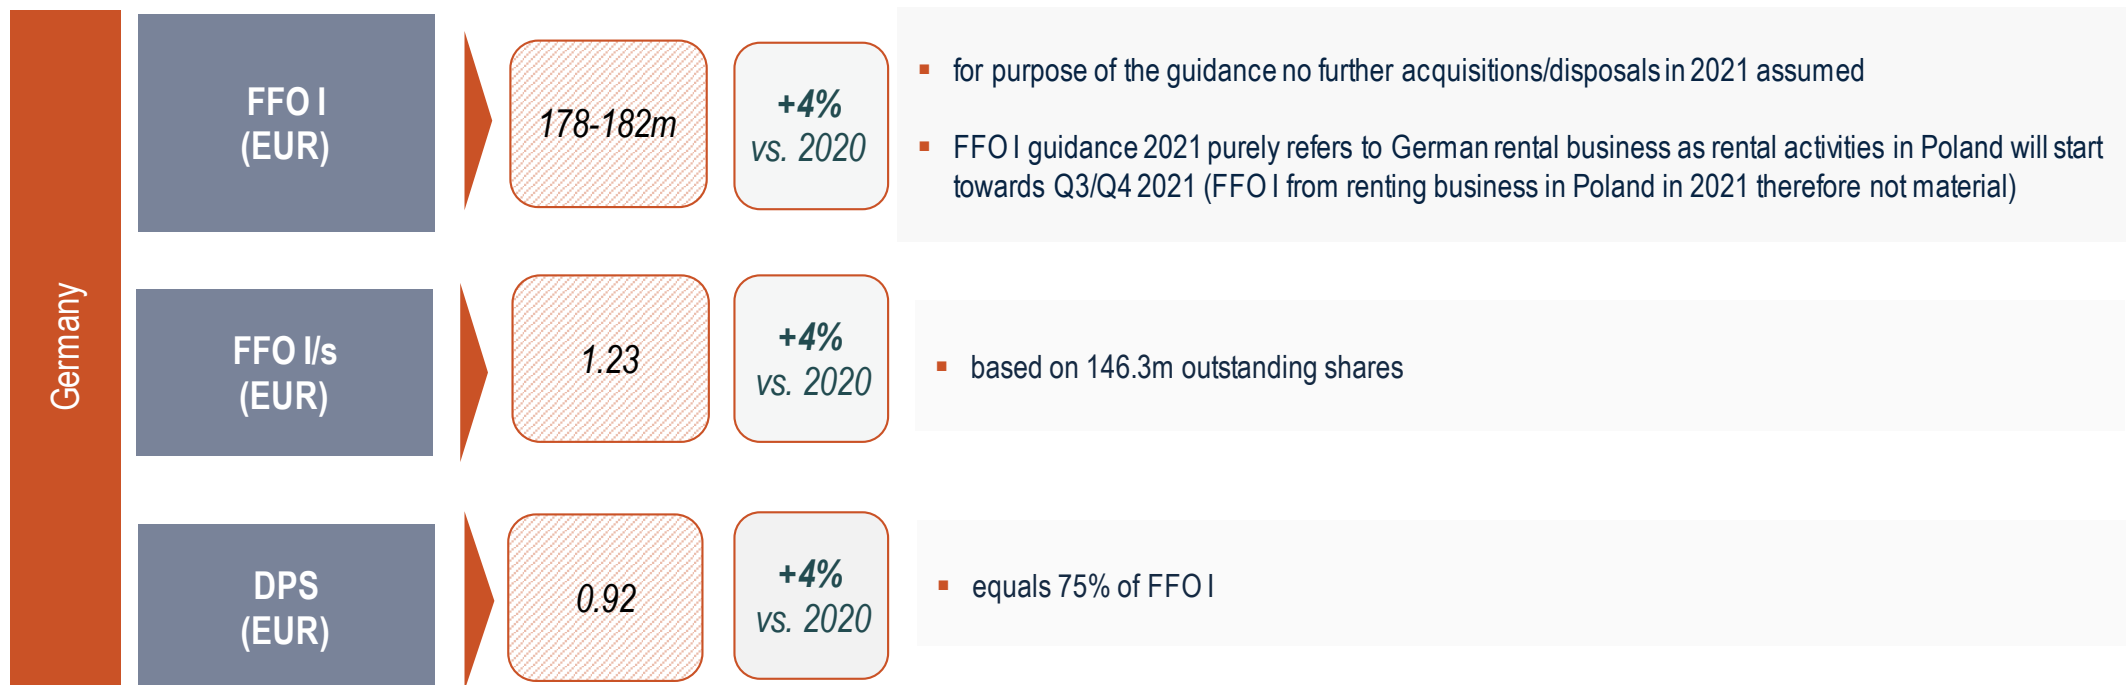 Germany
FFO I
(EUR)
178-182m
+4%
vs. 2020
▪ for purpose of the guidance no further acquisitions/disposals in 2021 assumed
▪ FFO I guidance 2021 purely refers to German rental business as rental activities in Poland will start
towards Q3/Q4 2021 (FFO I from renting business in Poland in 2021 therefore not material)
FFO I/s
(EUR)
1.23
+4%
vs. 2020
▪ based on 146.3m outstanding shares
DPS
(EUR)
0.92
+4%
vs. 2020
▪ equals 75% of FFO I